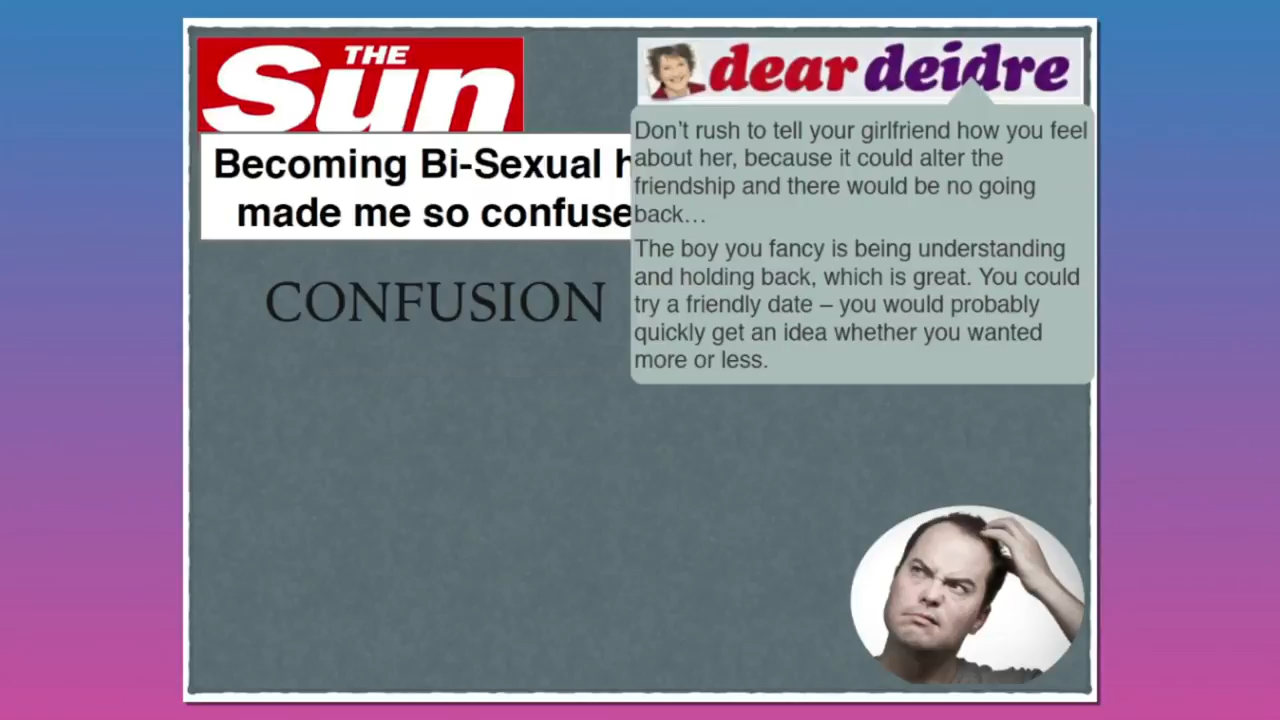 THE
Sun
dear deidre
Becoming Bi-Sexual
made me so
CONFUSION
Don't rush to tell your girlfriend how you feel
about her, because it could alter the
friendship and there would be no going
back…
The boy you fancy is being understanding
and holding back, which is great. You could
try a friendly date – you would probably
quickly get an idea whether you wanted
more or less.